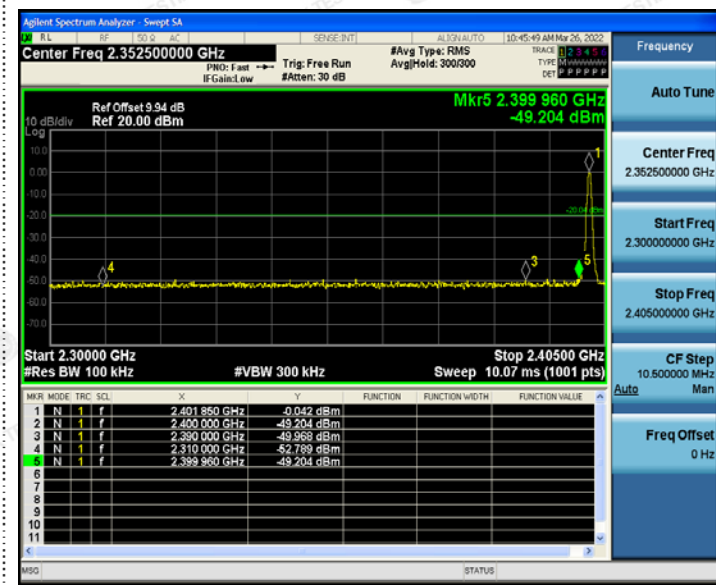 Agilent Spectrum Analyzer - Swept SA
RL RF 50 Ω AC SENSE:INT ALIGN AUTO 10:45:49 AM Mar 26, 2022
Center Freq 2.352500000 GHz
PNO: Fast
IFGain:Low
Trig: Free Run
#Atten: 30 dB
#Avg Type: RMS
Avg|Hold: 300/300
TRACE 1 2 3 4 5 6
TYPE M
DET P P P P P P
Mkr5 2.399 960 GHz
-49.204 dBm
Ref Offset 9.94 dB
10 dB/div Ref 20.00 dBm
Log
10.0
0.00
-10.0
-20.0
-30.0
-40.0
-50.0
-60.0
-70.0
1
-20.04 dBm
4
3
5
Start 2.30000 GHz Stop 2.40500 GHz
#Res BW 100 kHz #VBW 300 kHz Sweep 10.07 ms (1001 pts)
MKR MODE TRC SCL X Y FUNCTION FUNCTION WIDTH FUNCTION VALUE
1 N 1 f 2.401 850 GHz -0.042 dBm
2 N 1 f 2.400 000 GHz -49.204 dBm
3 N 1 f 2.390 000 GHz -49.968 dBm
4 N 1 f 2.310 000 GHz -52.789 dBm
5 N 1 f 2.399 960 GHz -49.204 dBm
6
7
8
9
10
11
MSG STATUS
Frequency
Auto Tune
Center Freq
2.352500000 GHz
Start Freq
2.300000000 GHz
Stop Freq
2.405000000 GHz
CF Step
10.500000 MHz
Auto Man
Freq Offset
0 Hz